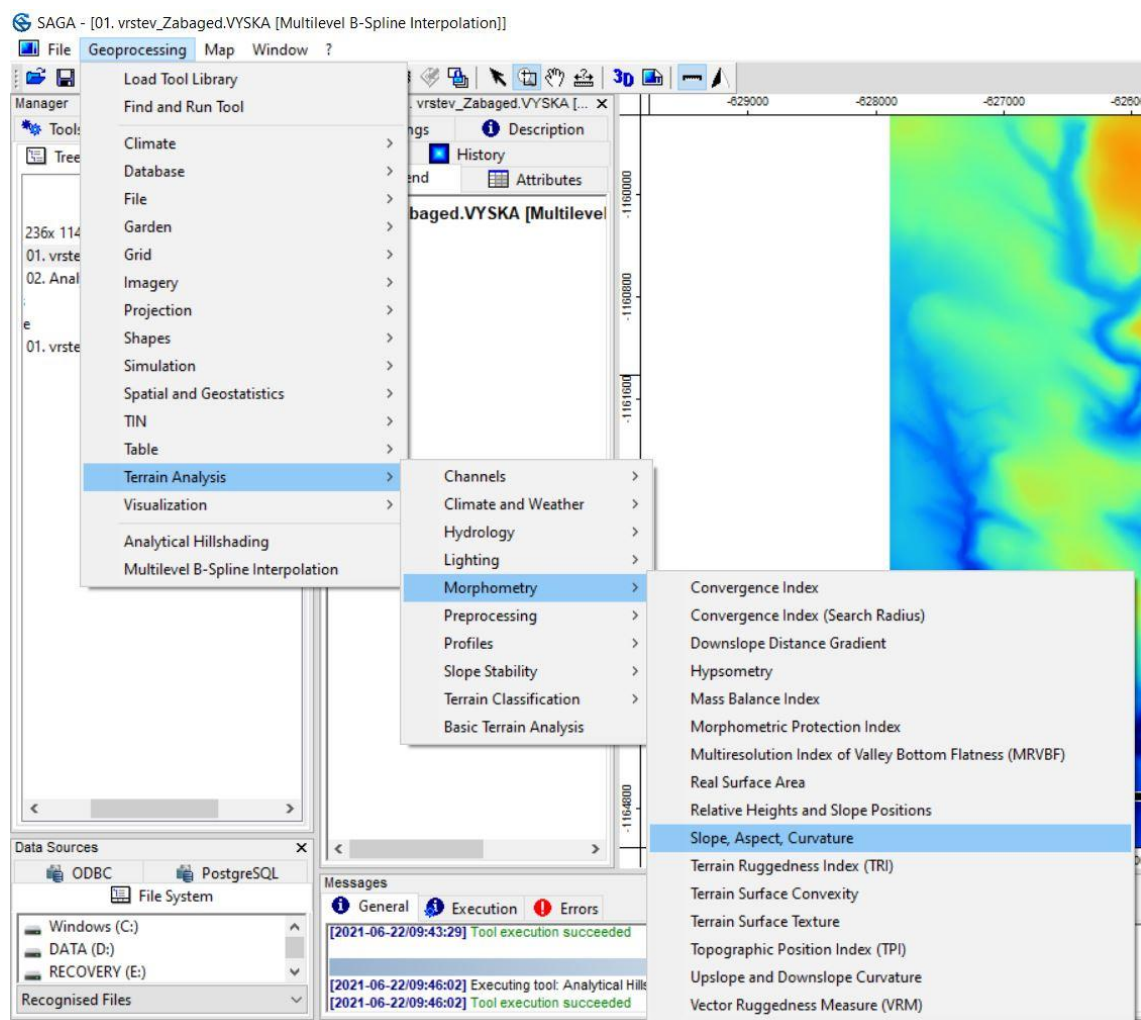 SAGA - [01. vrstev_Zabaged.VYSKA [Multilevel B-Spline Interpolation]]
File Geoprocessing Map Window ?
3D
Manager
. vrstev_Zabaged.VYSKA [...
Tools
Tree
ngs Description
History
end Attributes
baged.VYSKA [Multilevel
236x 114
01. vrste
02. Anal
e
01. vrste
Load Tool Library
Find and Run Tool
Climate
Database
File
Garden
Grid
Imagery
Projection
Shapes
Simulation
Spatial and Geostatistics
TIN
Table
Terrain Analysis
Visualization
Analytical Hillshading
Multilevel B-Spline Interpolation
Channels
Climate and Weather
Hydrology
Lighting
Morphometry
Preprocessing
Profiles
Slope Stability
Terrain Classification
Basic Terrain Analysis
Convergence Index
Convergence Index (Search Radius)
Downslope Distance Gradient
Hypsometry
Mass Balance Index
Morphometric Protection Index
Multiresolution Index of Valley Bottom Flatness (MRVBF)
Real Surface Area
Relative Heights and Slope Positions
Slope, Aspect, Curvature
Terrain Ruggedness Index (TRI)
Terrain Surface Convexity
Terrain Surface Texture
Topographic Position Index (TPI)
Upslope and Downslope Curvature
Vector Ruggedness Measure (VRM)
-629000 -628000 -627000 -6260
-1160000
-1160800
-1161600
-1164800
Data Sources
ODBC PostgreSQL
File System
Windows (C:)
DATA (D:)
RECOVERY (E:)
Recognised Files
Messages
General Execution Errors
[2021-06-22/09:43:29] Tool execution succeeded
[2021-06-22/09:46:02] Executing tool: Analytical Hills
[2021-06-22/09:46:02] Tool execution succeeded